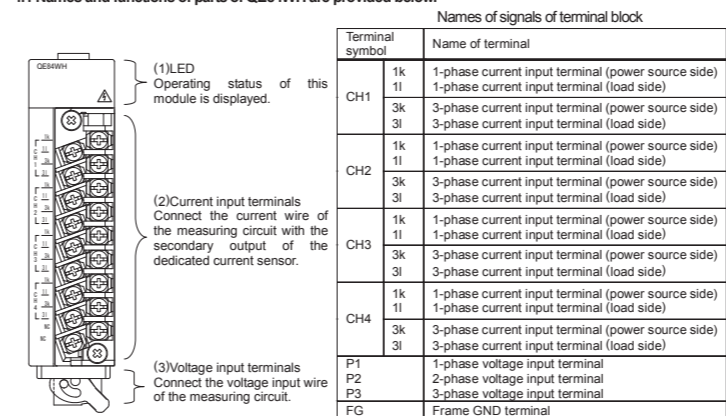 Names of signals of terminal block
QE84WH
(1)LED
Operating status of this
module is displayed.
(2)Current input terminals
Connect the current wire of
the measuring circuit with the
secondary output of the
dedicated current sensor.
(3)Voltage input terminals
Connect the voltage input wire
of the measuring circuit.
Terminal symbol Name of terminal
CH1
1k 1-phase current input terminal (power source side)
1l 1-phase current input terminal (load side)
3k 3-phase current input terminal (power source side)
3l 3-phase current input terminal (load side)
CH2
1k 1-phase current input terminal (power source side)
1l 1-phase current input terminal (load side)
3k 3-phase current input terminal (power source side)
3l 3-phase current input terminal (load side)
CH3
1k 1-phase current input terminal (power source side)
1l 1-phase current input terminal (load side)
3k 3-phase current input terminal (power source side)
3l 3-phase current input terminal (load side)
CH4
1k 1-phase current input terminal (power source side)
1l 1-phase current input terminal (load side)
3k 3-phase current input terminal (power source side)
3l 3-phase current input terminal (load side)
P1 1-phase voltage input terminal
P2 2-phase voltage input terminal
P3 3-phase voltage input terminal
FG Frame GND terminal